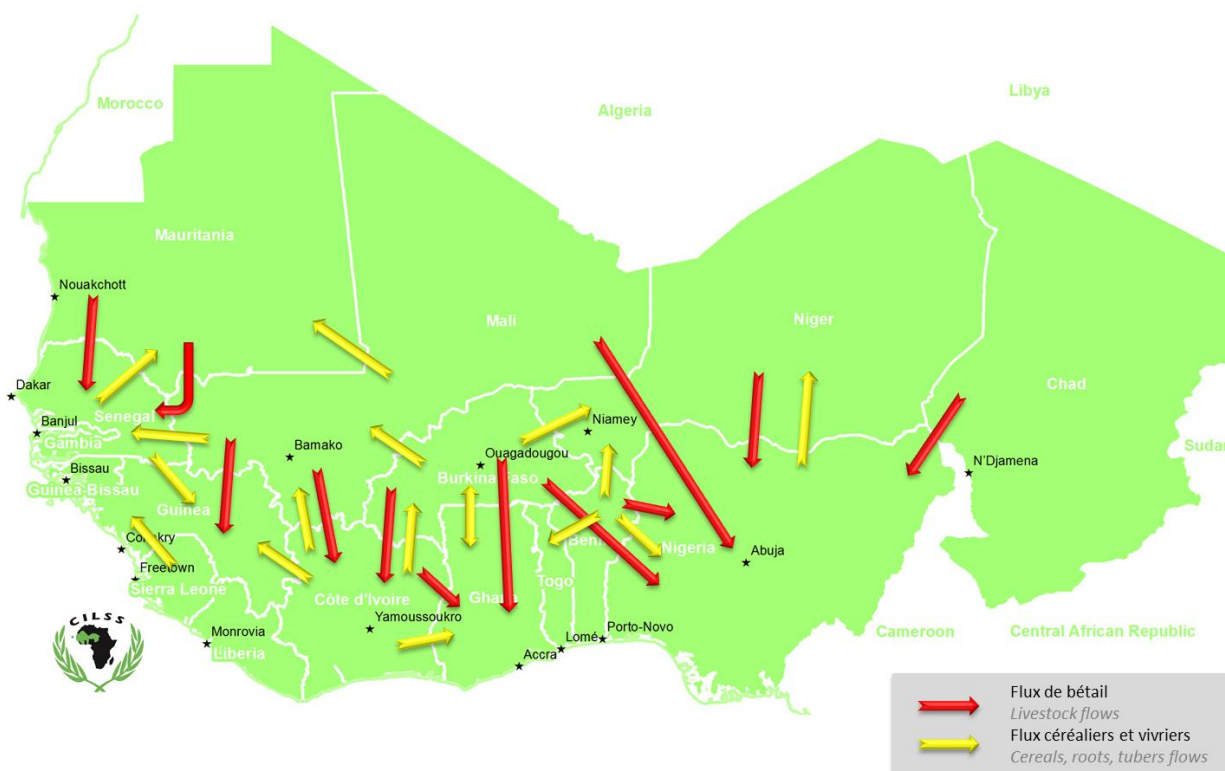 Morocco
Algeria
Libya
Mauritania
Nouakchott
Mali
Niger
Chad
Dakar
Senegal
Banjul
Gambia
Niamey
Bamako
Ouagadougou
Burkina Faso
N'Djamena
Sudan
Bissau
Guinea-Bissau
Guinea
Conakry
Benin
Nigeria
Abuja
Freetown
Sierra Leone
Togo
Côte d'Ivoire
Ghana
Yamoussoukro
CILSS
Monrovia
Liberia
Lomé
Porto-Novo
Accra
Cameroon
Central African Republic
Flux de bétail
Livestock flows
Flux céréaliers et vivriers
Cereals, roots, tubers flows